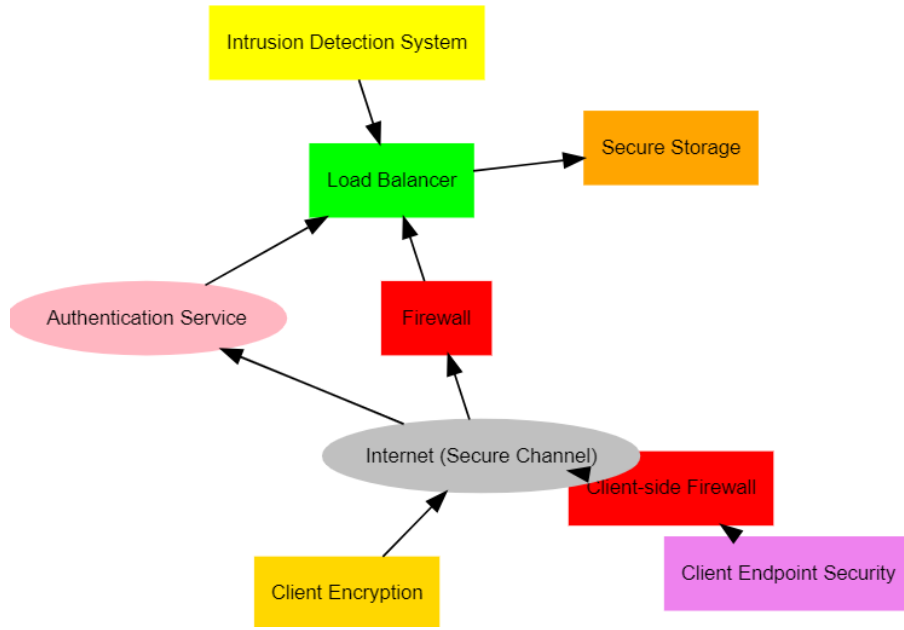 Intrusion Detection System
Secure Storage
Load Balancer
Authentication Service
Firewall
Internet (Secure Channel)
Client-side Firewall
Client Endpoint Security
Client Encryption